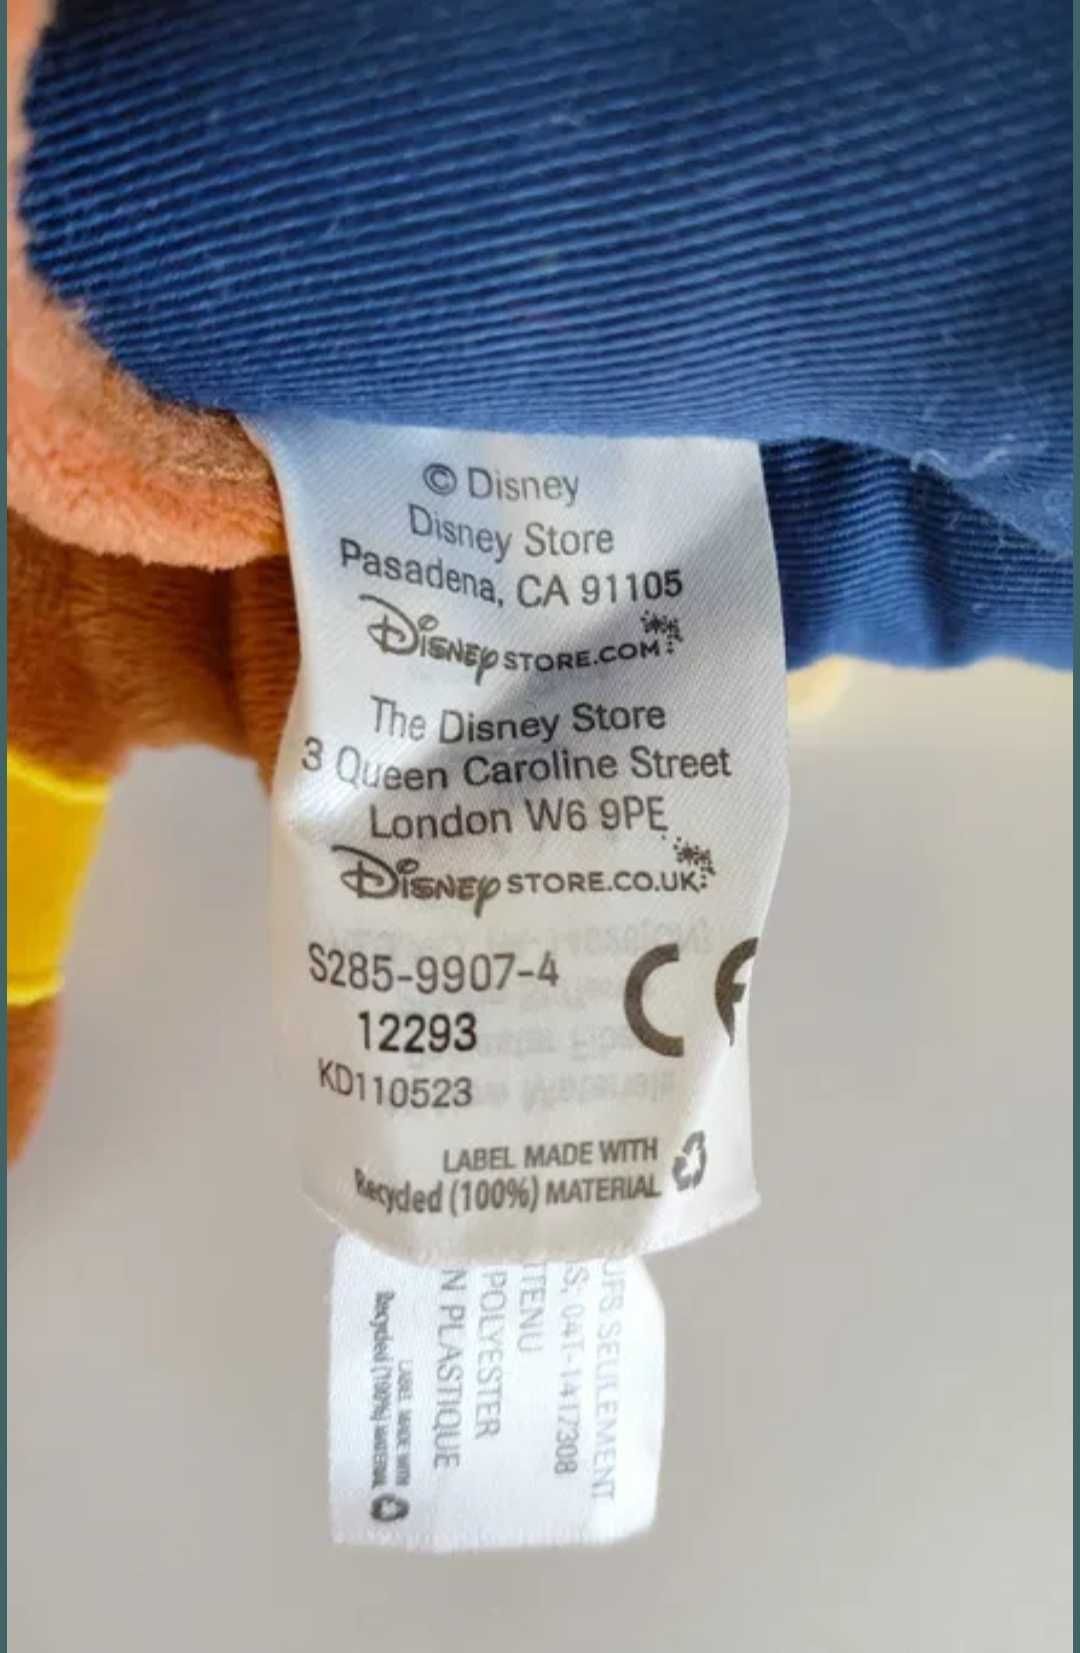 © Disney
Disney Store
Pasadena, CA 91105
DISNEY STORE.COM
The Disney Store
3 Queen Caroline Street
London W6 9PE
DISNEY STORE.CO.UK
S285-9907-4
12293
KD110523
CE
LABEL MADE WITH
Recycled (100%) MATERIAL
UFS SEULEMENT
S; 04T-1417308
TENU
POLYESTER
N PLASTIQUE
LABEL MADE WITH
Recycled (100%) MATERIAL